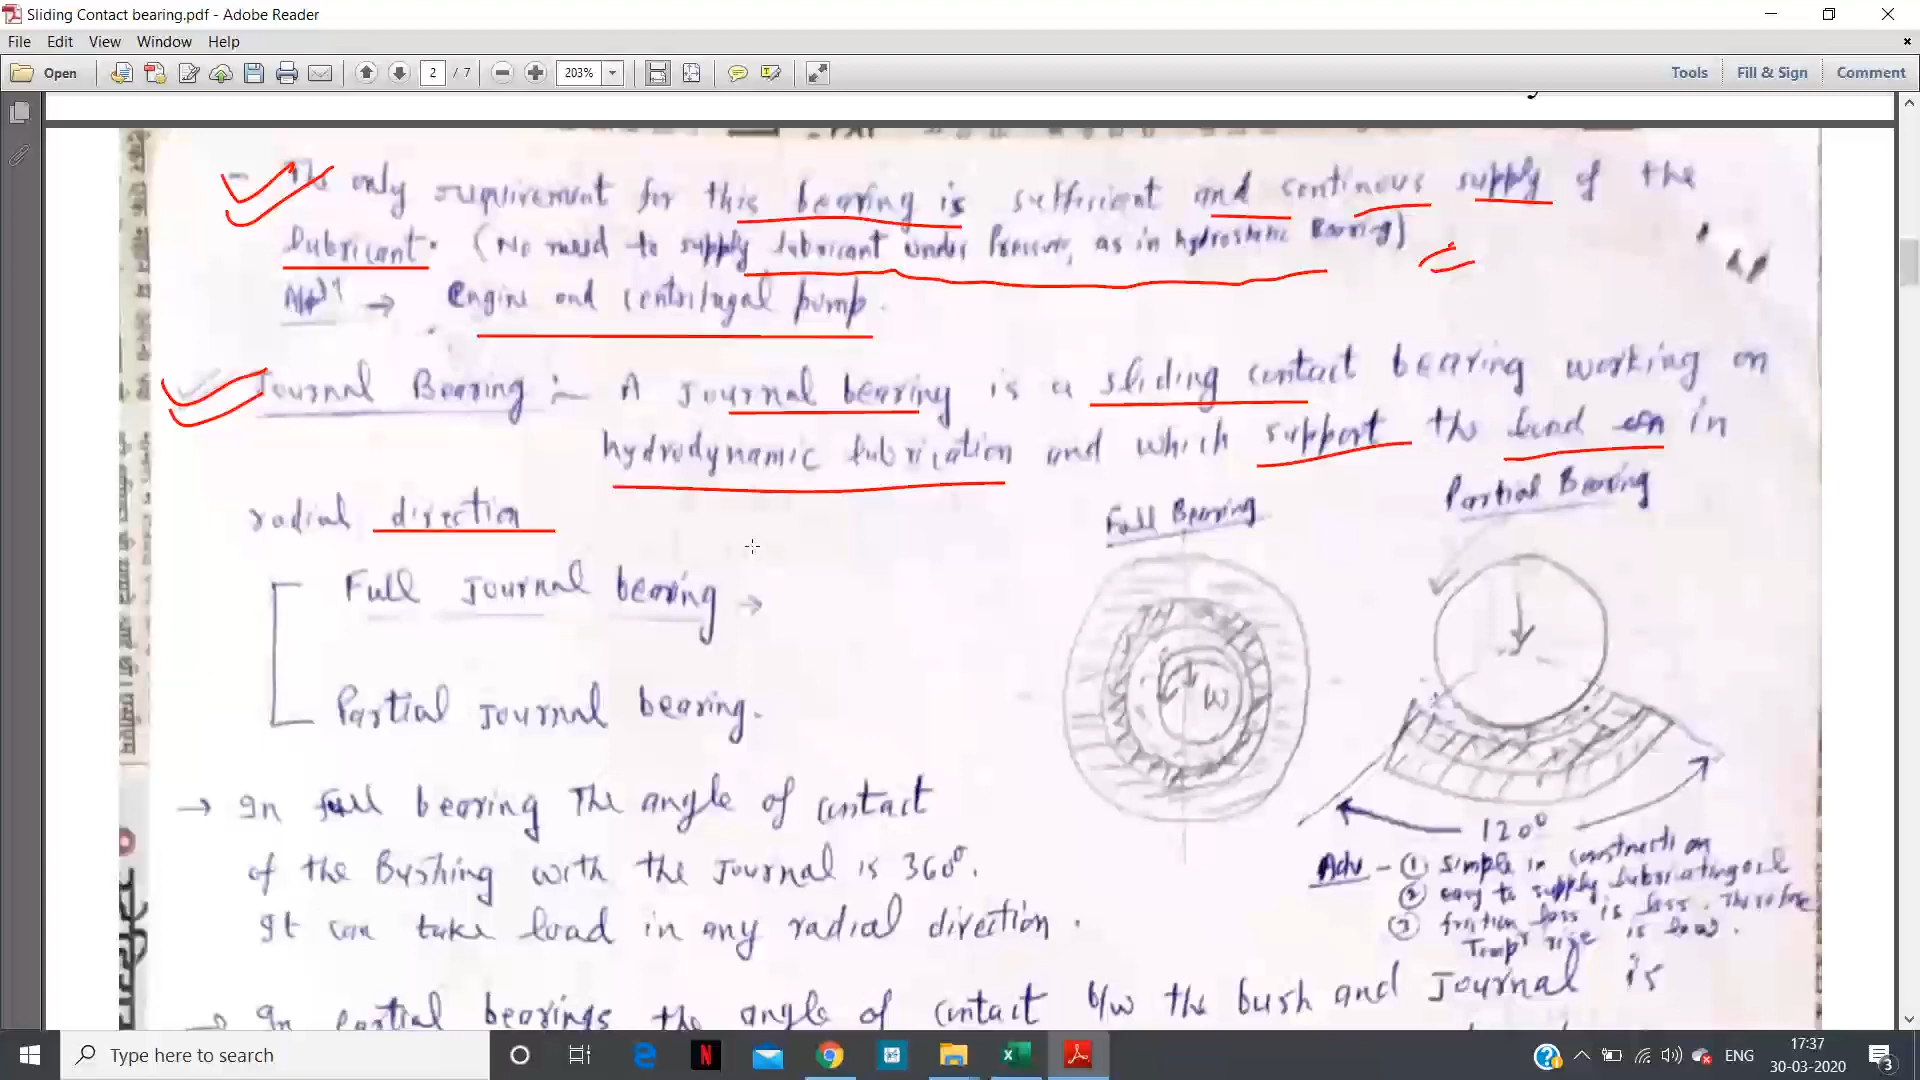 Sliding Contact bearing.pdf - Adobe Reader
File Edit View Window Help
Open 2 / 7 203% Tools Fill & Sign Comment
- The only requirement for this bearing is sufficient and continous supply of the
lubricant. (No need to supply lubricant under Pressure, as in hydrostatic Bearing)
Appl → engine and centrifugal pump.
Journal Bearing :- A Journal bearing is a sliding contact bearing working on
hydrodynamic lubrication and which support the load in
radial direction
Full Bearing
Partial Bearing
Full Journal bearing →
Partial Journal bearing.
W
120°
→ In full bearing The angle of contact
of the Bushing with the Journal is 360°.
It can take load in any radial direction.
Adv - ① Simple in construction
② easy to supply lubricating oil
③ friction loss is less. Therefore
Tempr rise is low.
→ In partial bearings the angle of contact b/w the bush and Journal is
Type here to search
ENG
17:37
30-03-2020
3